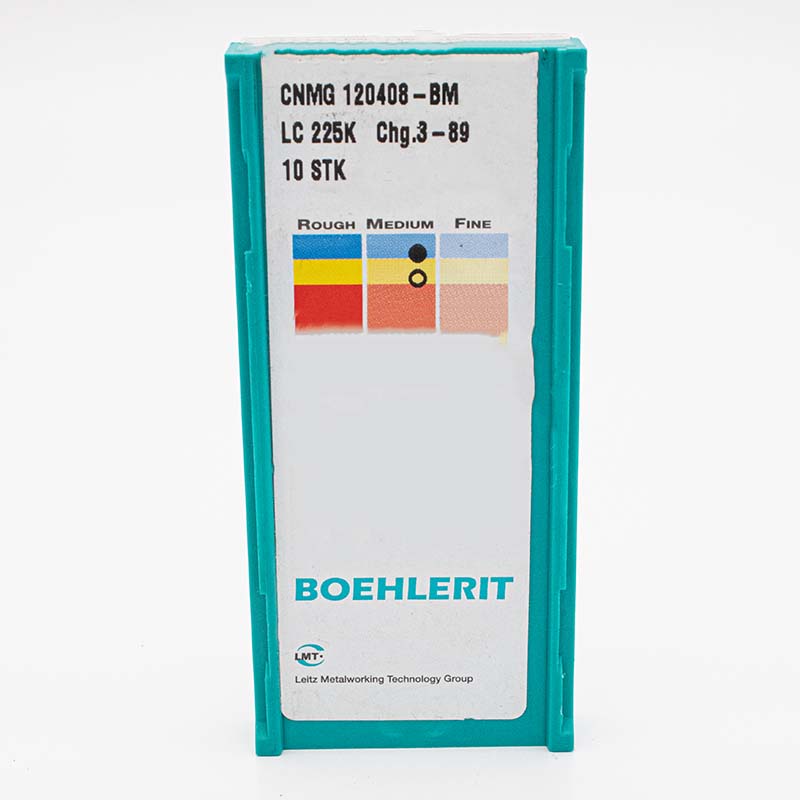 CNMG 120408-BM
LC 225K Chg.3-89
10 STK
ROUGH MEDIUM FINE
BOEHLERIT
LMT
Leitz Metalworking Technology Group